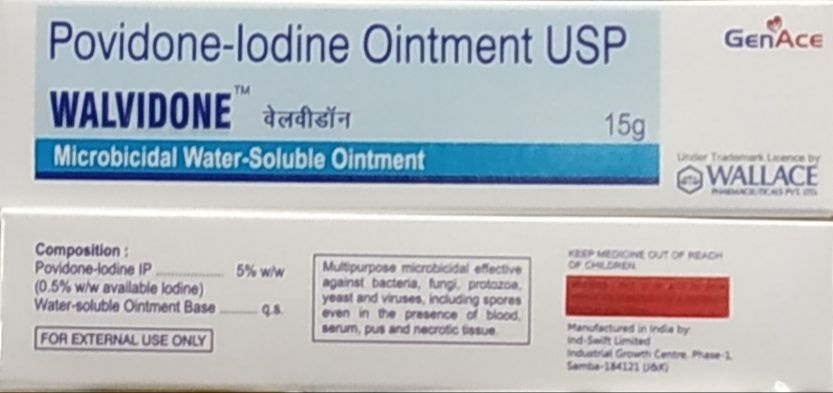 Povidone-Iodine Ointment USP
GenAce
WALVIDONE™ वेलवीडॉन
15g
Microbicidal Water-Soluble Ointment
Under Trademark Licence by
WALLACE
PHARMACEUTICALS PVT. LTD.
Composition :
Povidone-Iodine IP .................. 5% w/w
(0.5% w/w available Iodine)
Water-soluble Ointment Base .......... q.s.
FOR EXTERNAL USE ONLY
Multipurpose microbicidal effective
against bacteria, fungi, protozoa,
yeast and viruses, including spores
even in the presence of blood,
serum, pus and necrotic tissue.
KEEP MEDICINE OUT OF REACH
OF CHILDREN.
Manufactured in India by
Ind-Swift Limited
Industrial Growth Centre, Phase-1,
Samba-184121 (J&K)